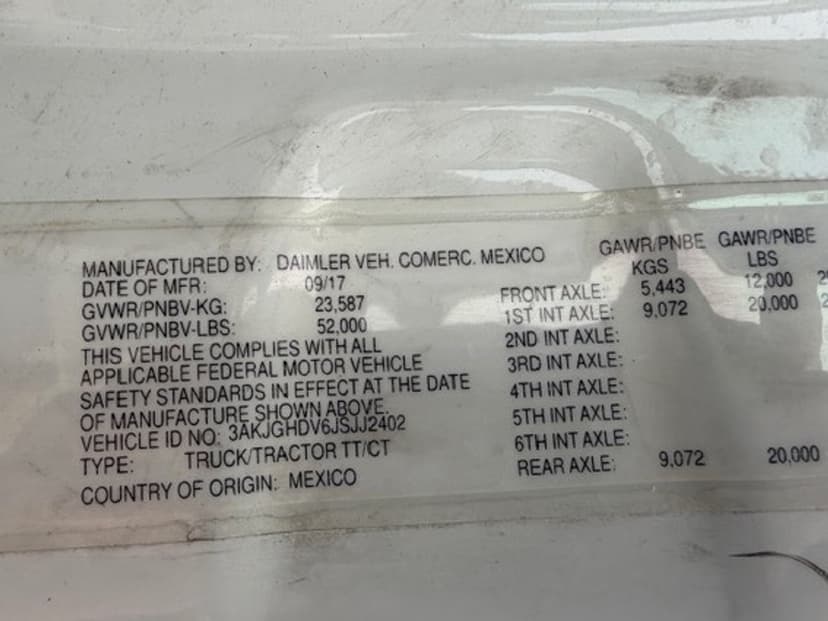 MANUFACTURED BY: DAIMLER VEH. COMERC. MEXICO
DATE OF MFR: 09/17
GVWR/PNBV-KG: 23,587
GVWR/PNBV-LBS: 52,000
THIS VEHICLE COMPLIES WITH ALL
APPLICABLE FEDERAL MOTOR VEHICLE
SAFETY STANDARDS IN EFFECT AT THE DATE
OF MANUFACTURE SHOWN ABOVE.
VEHICLE ID NO: 3AKJGHDV6JSJJ2402
TYPE: TRUCK/TRACTOR TT/CT
COUNTRY OF ORIGIN: MEXICO
GAWR/PNBE GAWR/PNBE
KGS LBS
FRONT AXLE: 5,443 12,000
1ST INT AXLE: 9,072 20,000
2ND INT AXLE:
3RD INT AXLE:
4TH INT AXLE:
5TH INT AXLE:
6TH INT AXLE:
REAR AXLE: 9,072 20,000